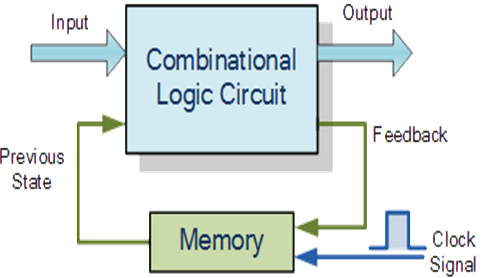 Input
Output
Combinational
Logic Circuit
Feedback
Previous
State
Memory
Clock
Signal